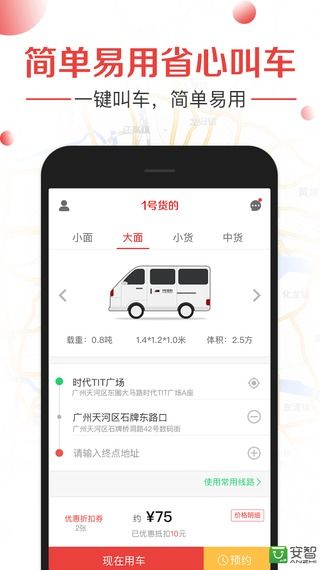 简单易用省心叫车
一键叫车，简单易用
1号货的
小面 大面 小货 中货
载重：0.8吨 1.4*1.2*1.0米 体积：2.5方
时代TIT广场
广州天河区东圃大马路时代TIT广场A座
广州天河区石牌东路口
广州天河区石牌桥洞路42号数码街
请输入终点地址
使用常用线路
优惠折扣券
2张
约 ¥75
已优惠抵扣10元
价格明细
现在用车 预约
安智
ANZHI